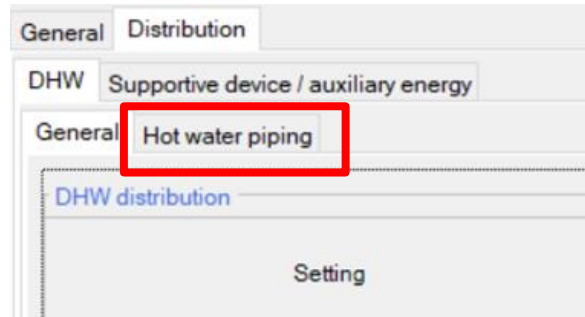 General Distribution
DHW Supportive device / auxiliary energy
General Hot water piping
DHW distribution
Setting